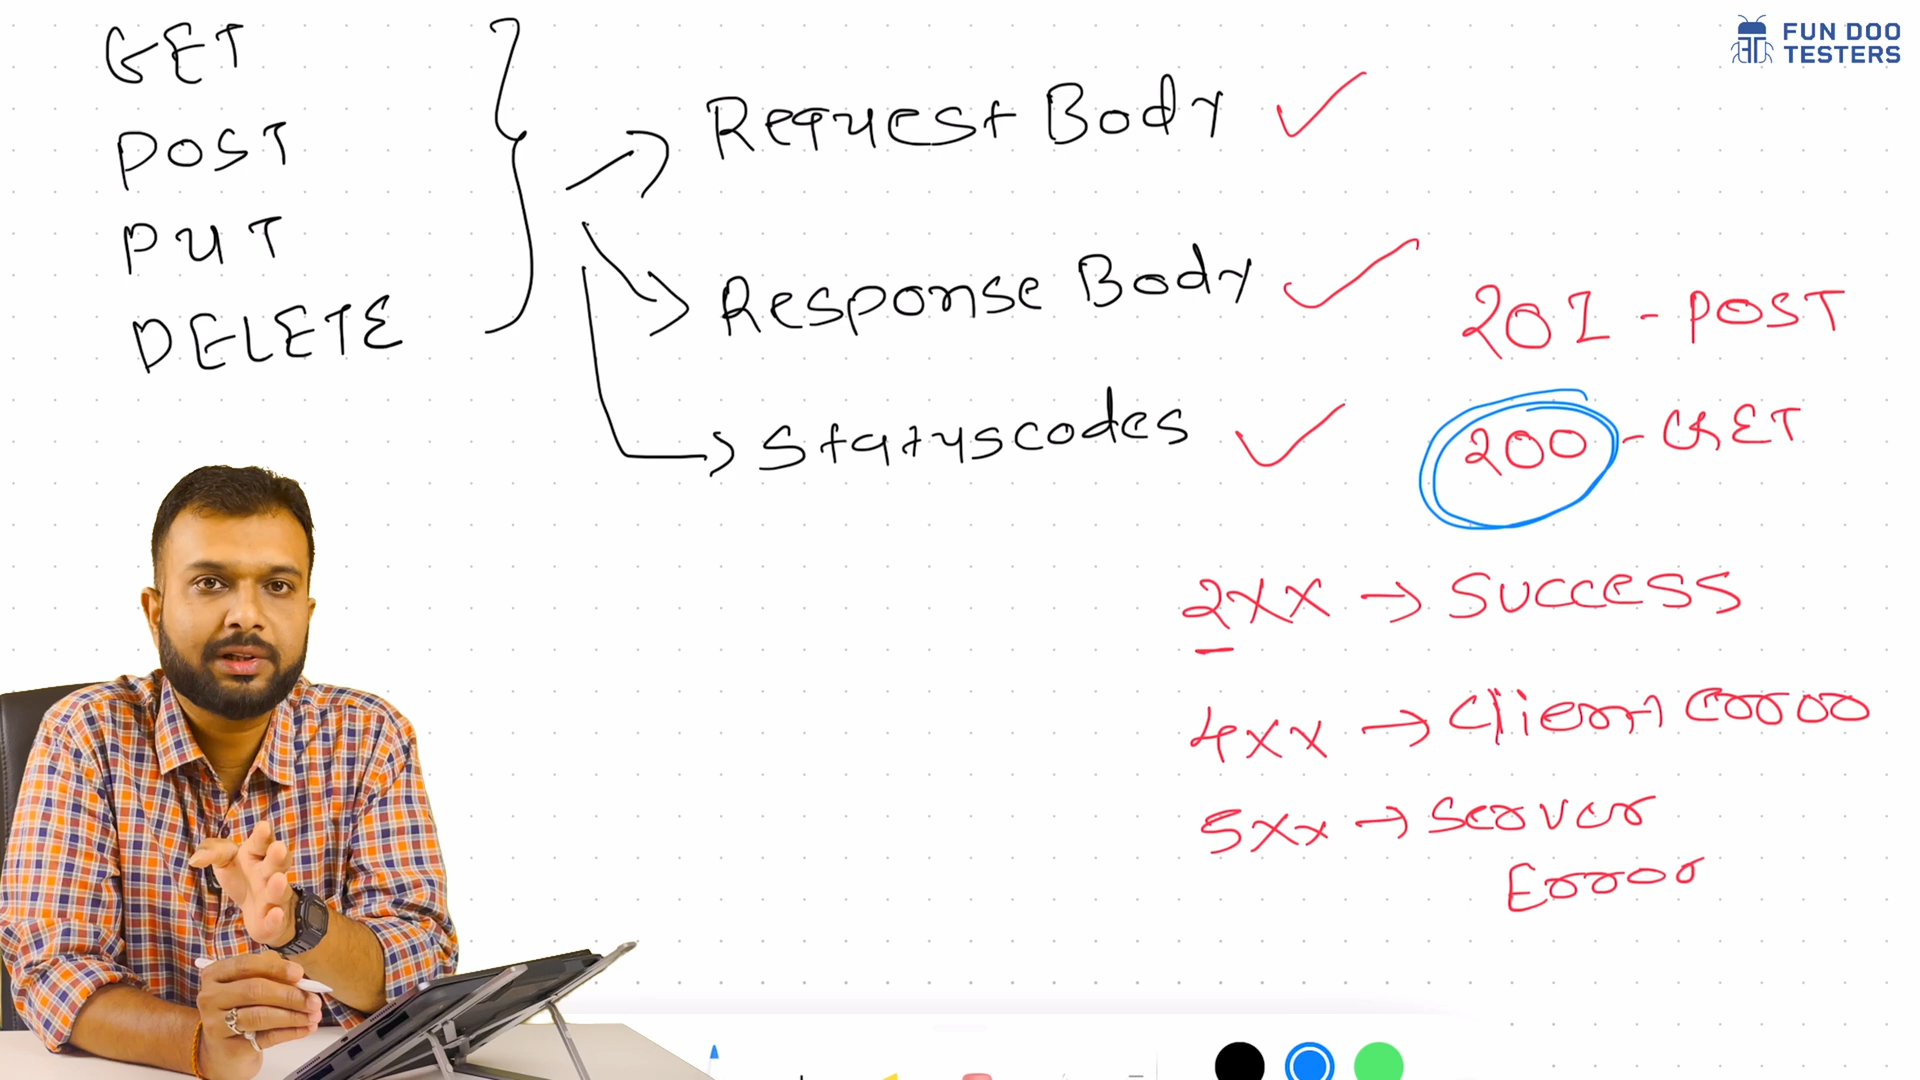 GET
POST
PUT
DELETE
Request Body
Response Body
Statuscodes
201 - POST
200 - GET
2XX → SUCCESS
4xx → Client Error
5Xx → Server
Error
FUN DOO
TESTERS